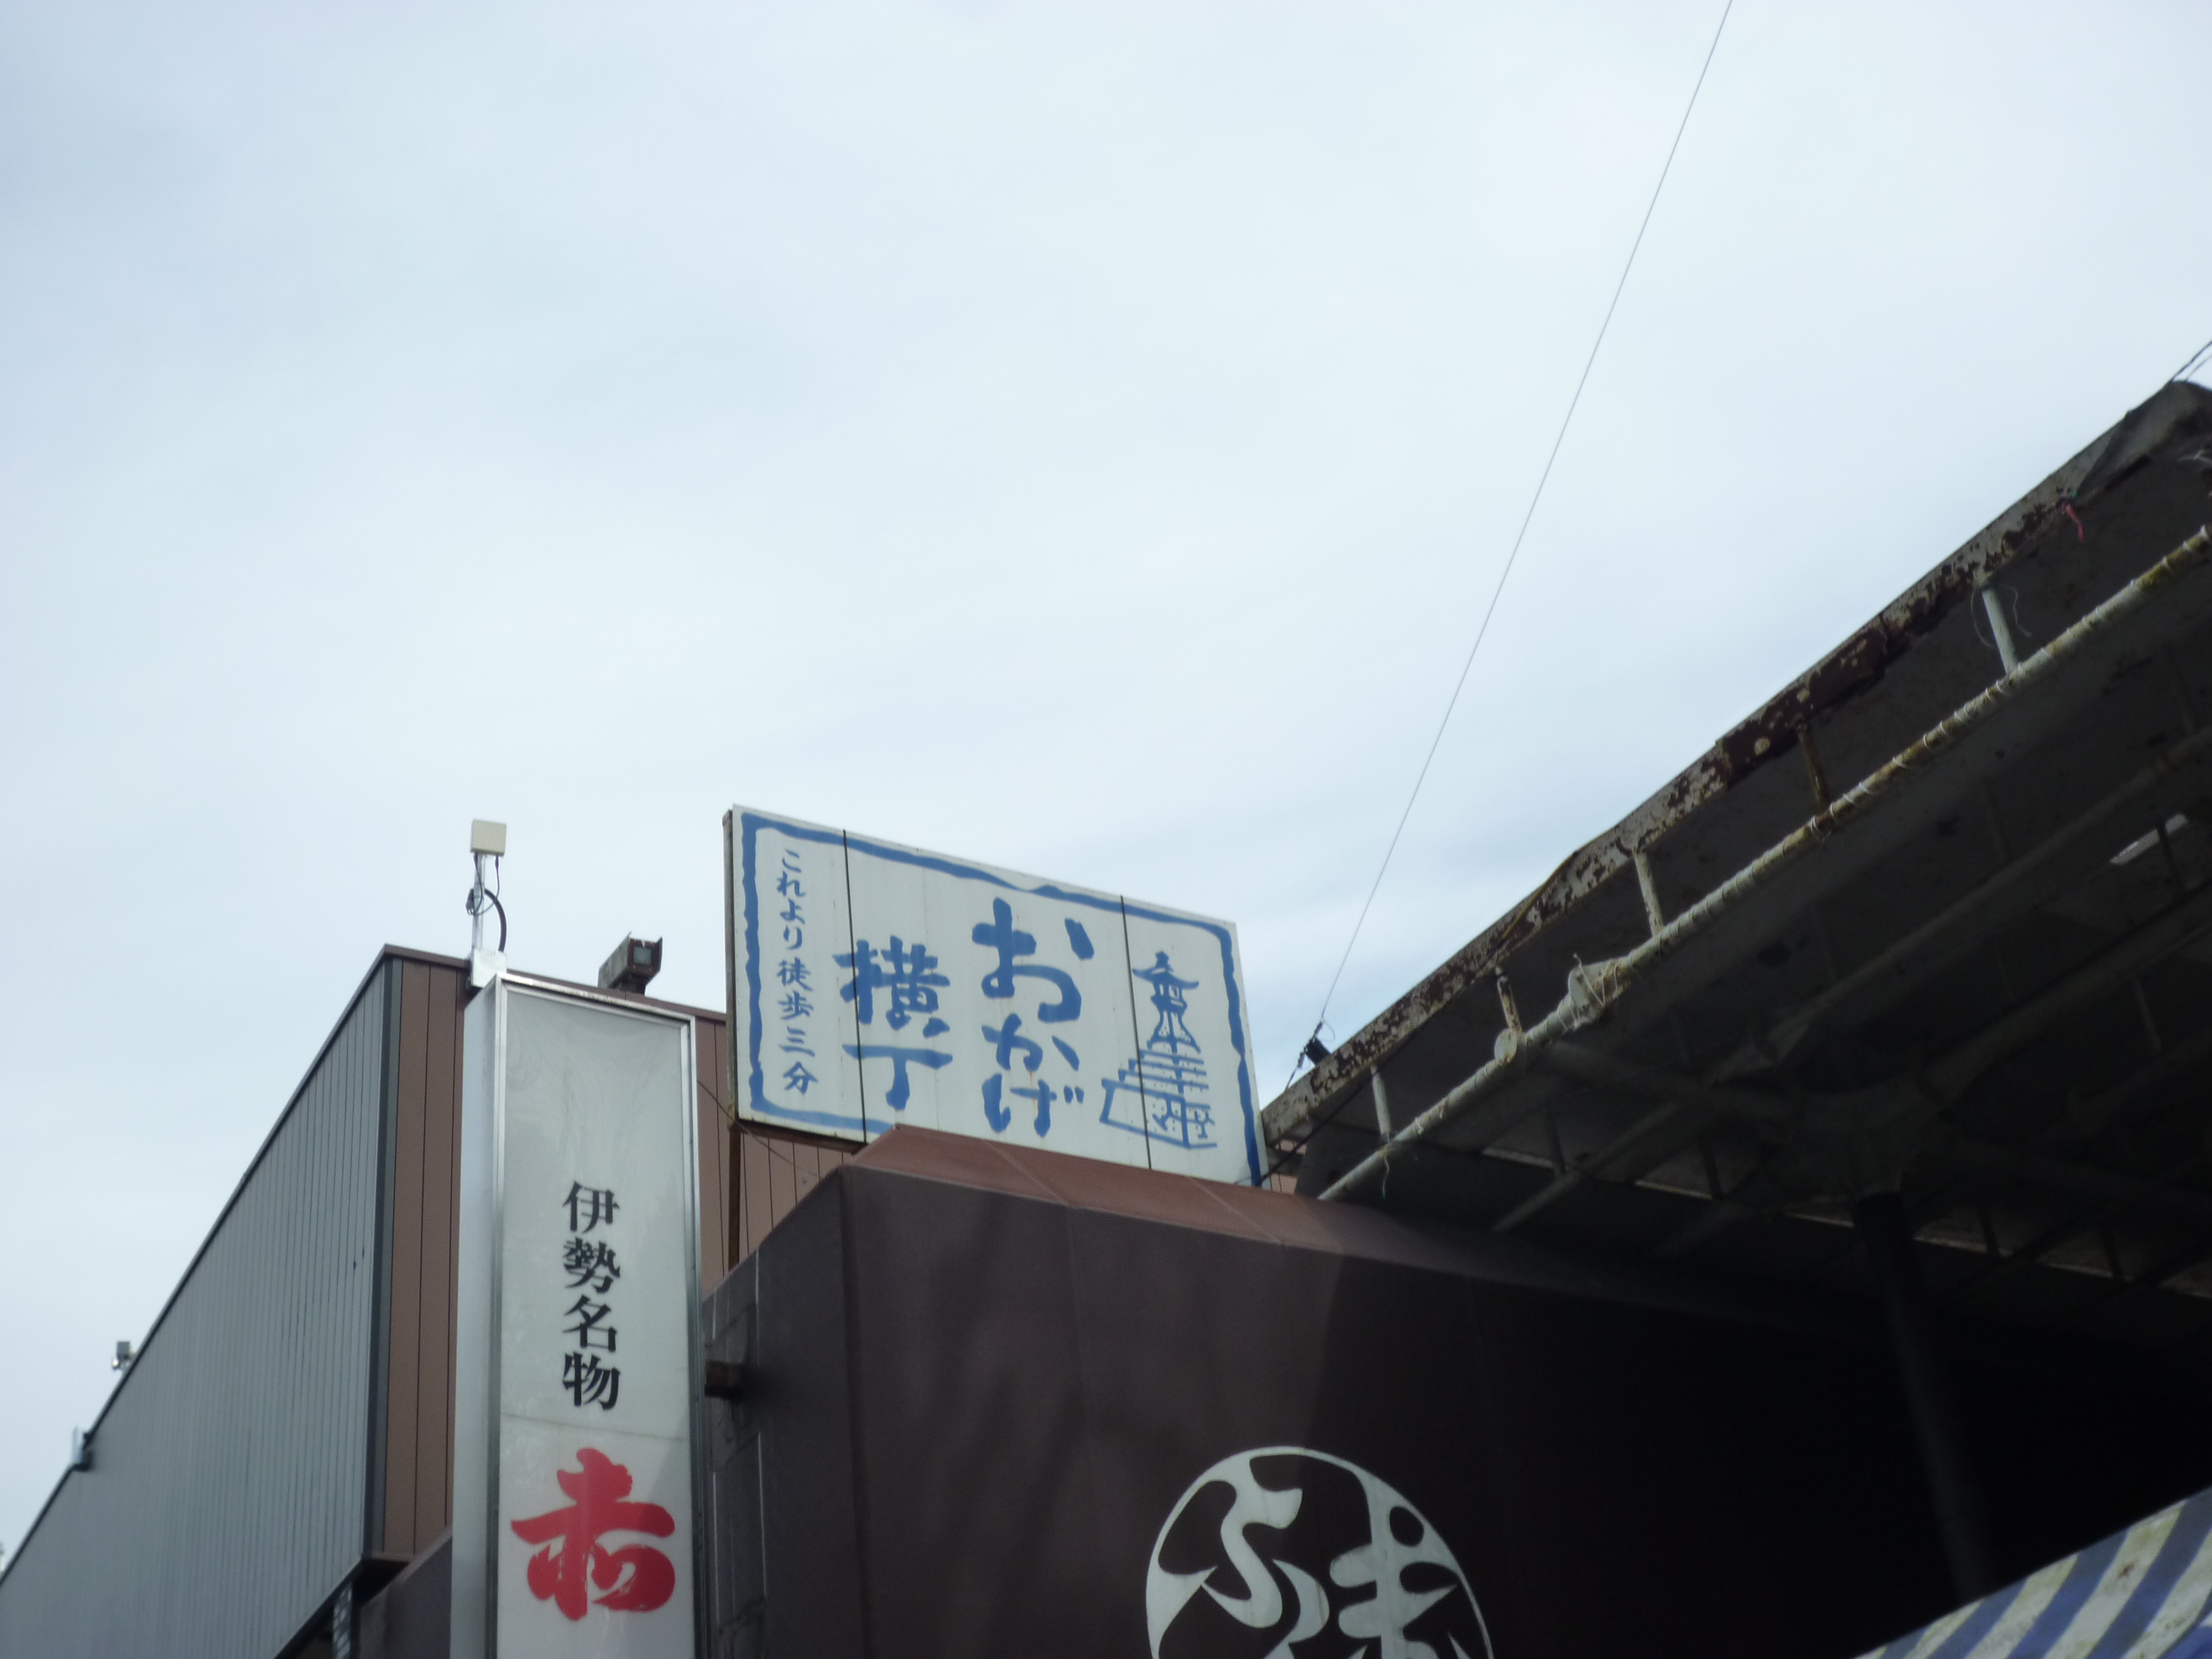 おかげ
横丁
これより徒歩三分
伊勢名物
赤